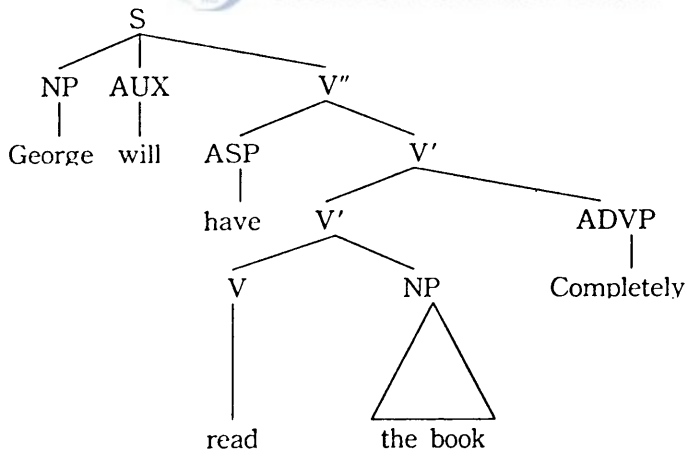 S
NP AUX V″
George will ASP V′
have V′ ADVP
V NP Completely
read the book